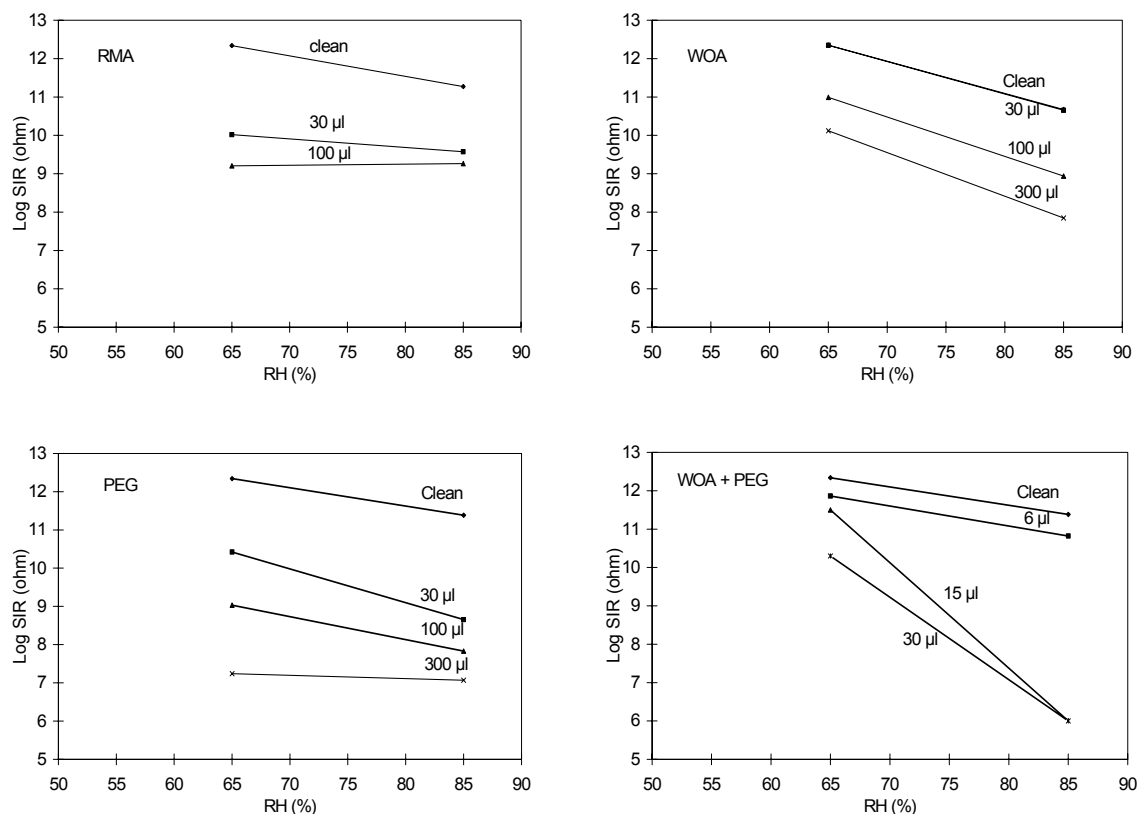 13
12
11
10
9
8
7
6
5
Log SIR (ohm)
RMA
clean
30 µl
100 µl
50 55 60 65 70 75 80 85 90
RH (%)
13
12
11
10
9
8
7
6
5
Log SIR (ohm)
WOA
Clean
30 µl
100 µl
300 µl
50 55 60 65 70 75 80 85 90
RH (%)
13
12
11
10
9
8
7
6
5
Log SIR (ohm)
PEG
Clean
30 µl
100 µl
300 µl
50 55 60 65 70 75 80 85 90
RH (%)
13
12
11
10
9
8
7
6
5
Log SIR (ohm)
WOA + PEG
Clean
6 µl
15 µl
30 µl
50 55 60 65 70 75 80 85 90
RH (%)